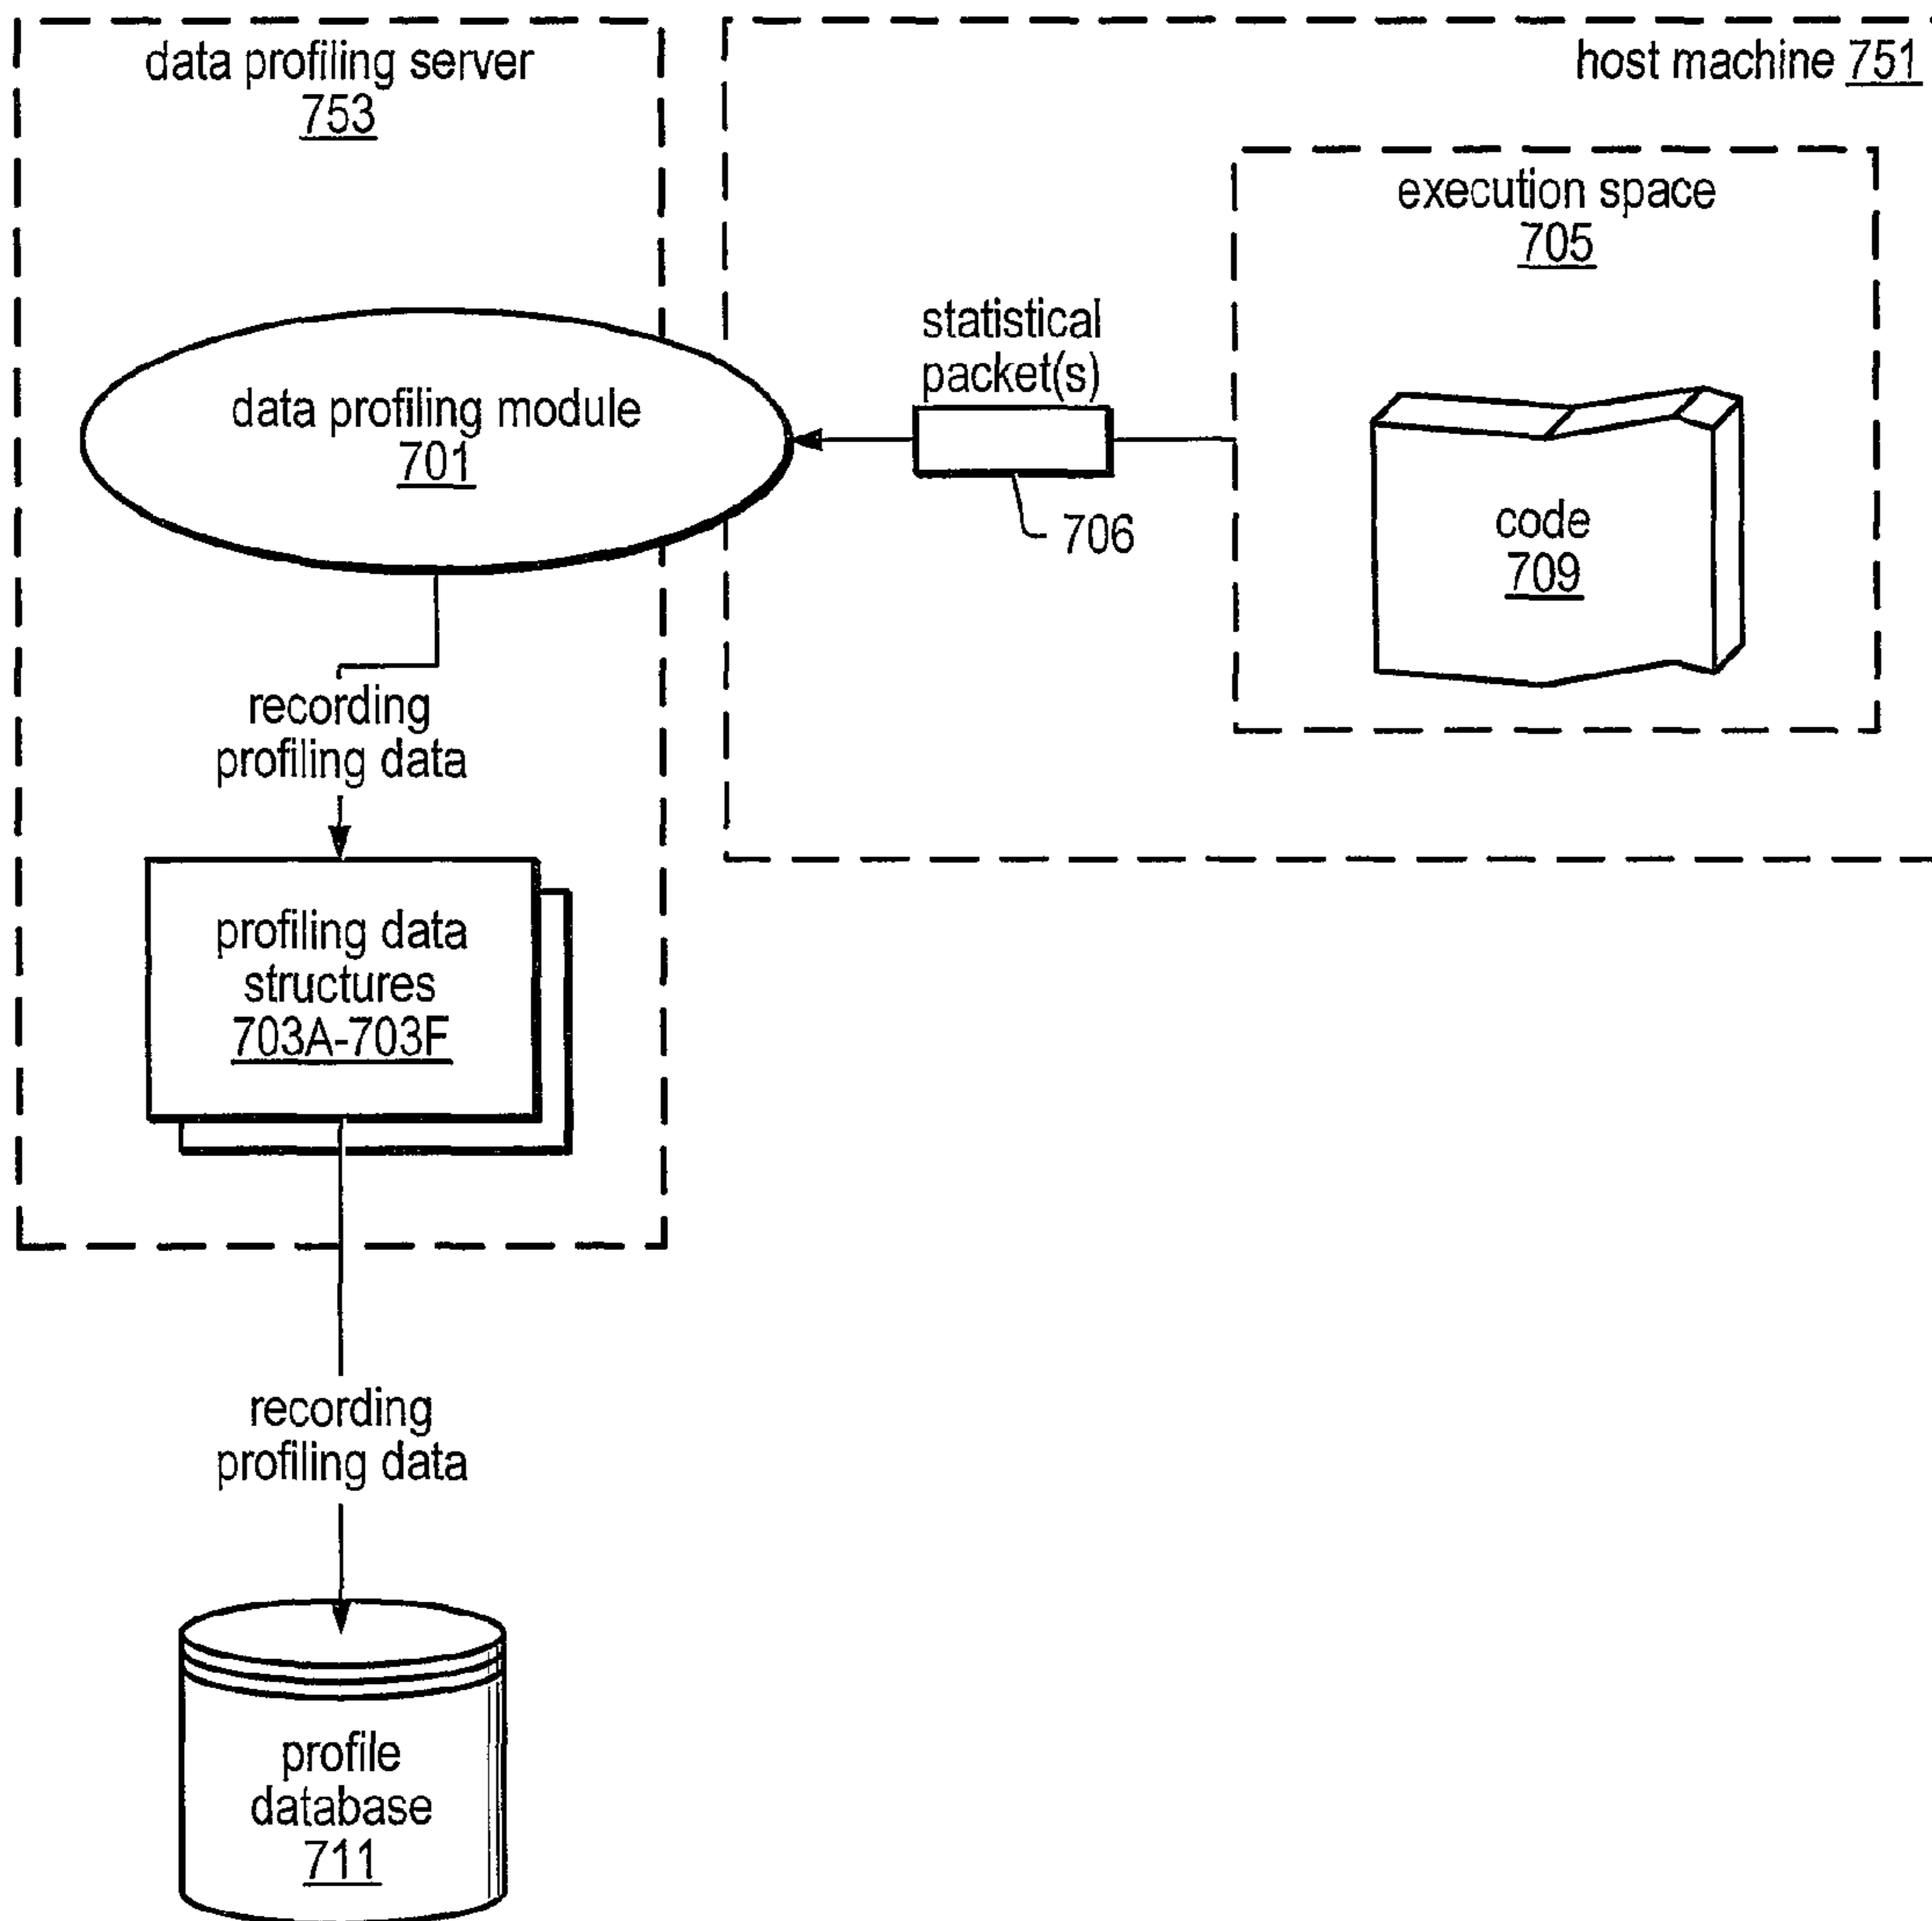 data profiling server
753
host machine 751
execution space
705
statistical
packet(s)
706
data profiling module
701
code
709
recording
profiling data
profiling data
structures
703A-703F
recording
profiling data
profile
database
711